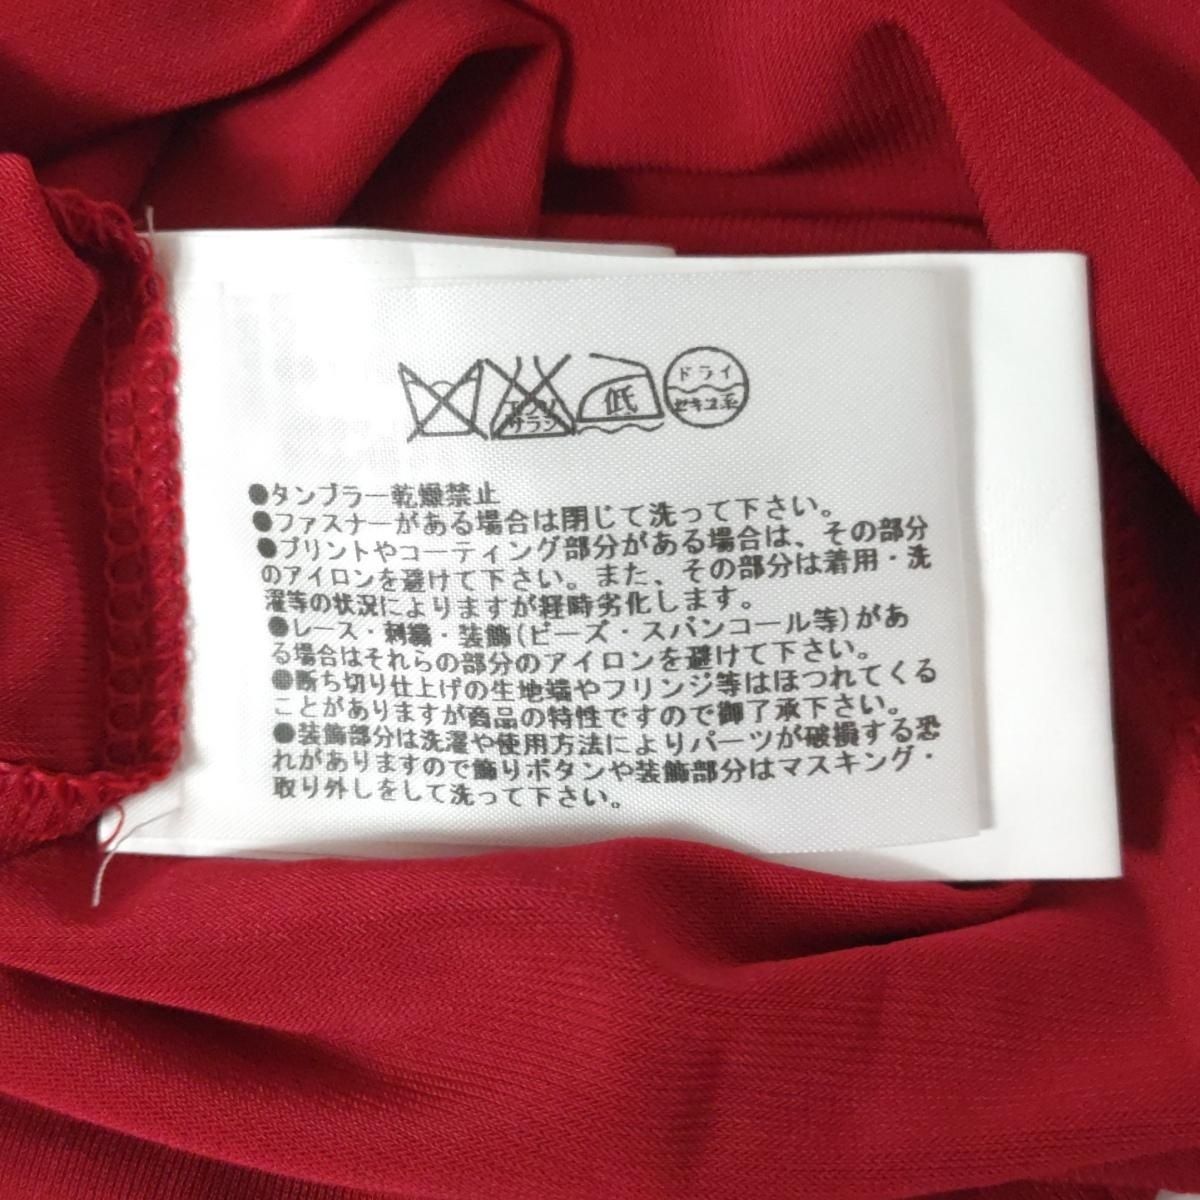 エンソ
サラシ
低
ドライ
セキユ系
●タンブラー乾燥禁止
●ファスナーがある場合は閉じて洗って下さい。
●プリントやコーティング部分がある場合は、その部分
のアイロンを避けて下さい。また、その部分は着用・洗
濯等の状況によりますが経時劣化します。
●レース・刺繍・装飾(ビーズ・スパンコール等)があ
る場合はそれらの部分のアイロンを避けて下さい。
●断ち切り仕上げの生地端やフリンジ等はほつれてくる
ことがありますが商品の特性ですので御了承下さい。
●装飾部分は洗濯や使用方法によりパーツが破損する恐
れがありますので飾りボタンや装飾部分はマスキング・
取り外しをして洗って下さい。